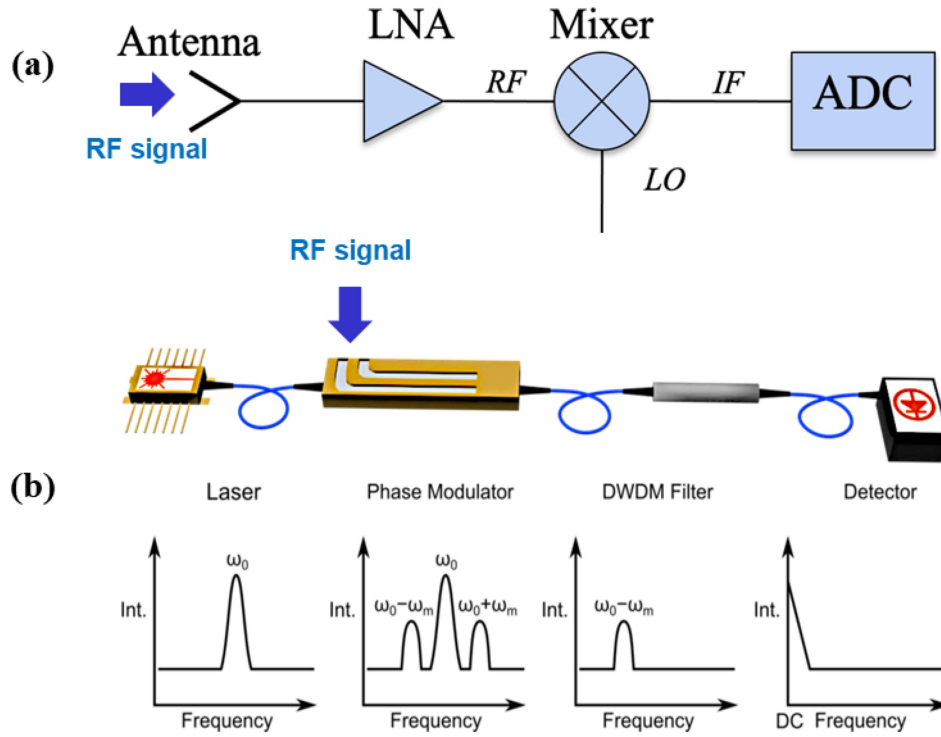 (a)
Antenna
LNA
Mixer
RF
IF
ADC
RF signal
LO
RF signal
(b)
Laser
Phase Modulator
DWDM Filter
Detector
Int.
ω₀
Frequency
Int.
ω₀−ωₘ
ω₀
ω₀+ωₘ
Frequency
Int.
ω₀−ωₘ
Frequency
Int.
DC Frequency